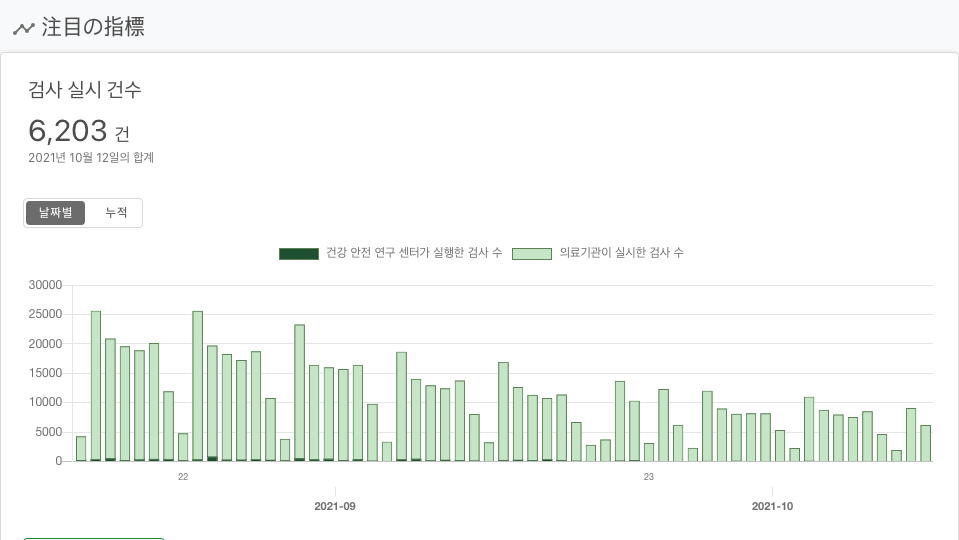 注目の指標
검사 실시 건수
6,203 건
2021년 10월 12일의 합계
날짜별 누적
건강 안전 연구 센터가 실행한 검사 수 의료기관이 실시한 검사 수
30000
25000
20000
15000
10000
5000
0
22 23
2021-09 2021-10